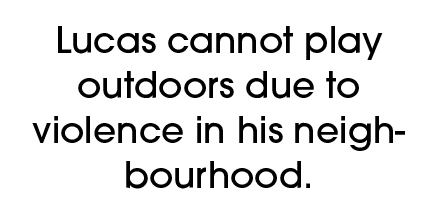 Lucas cannot play
outdoors due to
violence in his neigh-
bourhood.